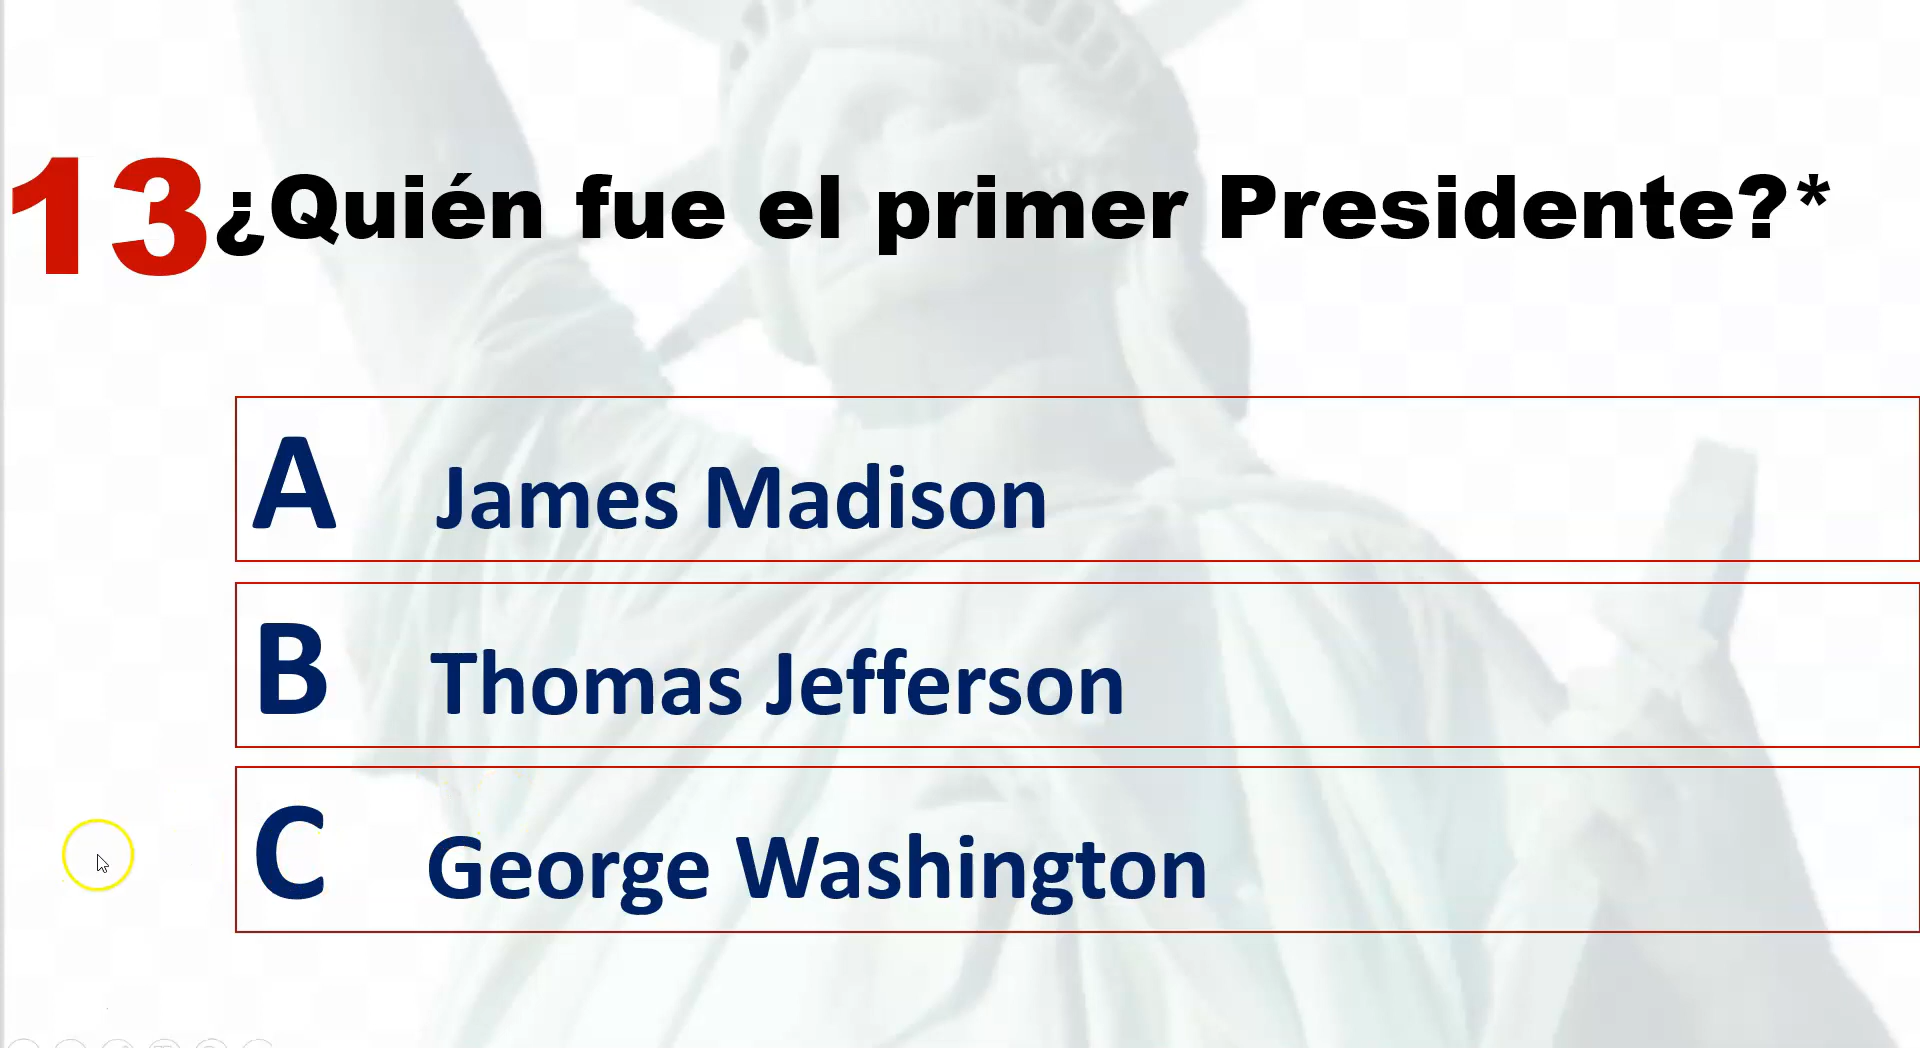 13 ¿Quién fue el primer Presidente?*
A James Madison
B Thomas Jefferson
C George Washington